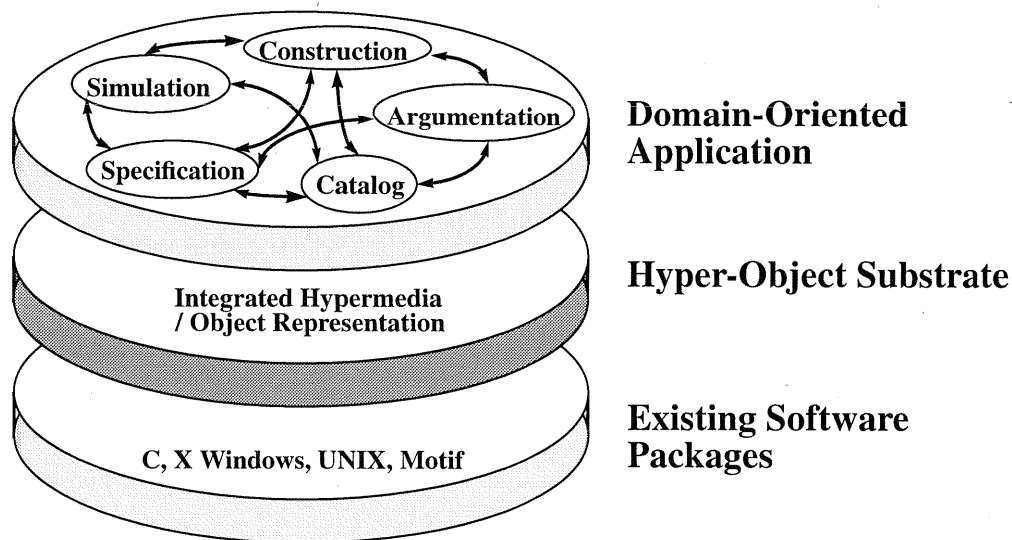 Construction
Simulation
Argumentation
Specification
Catalog
Domain-Oriented
Application
Integrated Hypermedia
/ Object Representation
Hyper-Object Substrate
C, X Windows, UNIX, Motif
Existing Software
Packages